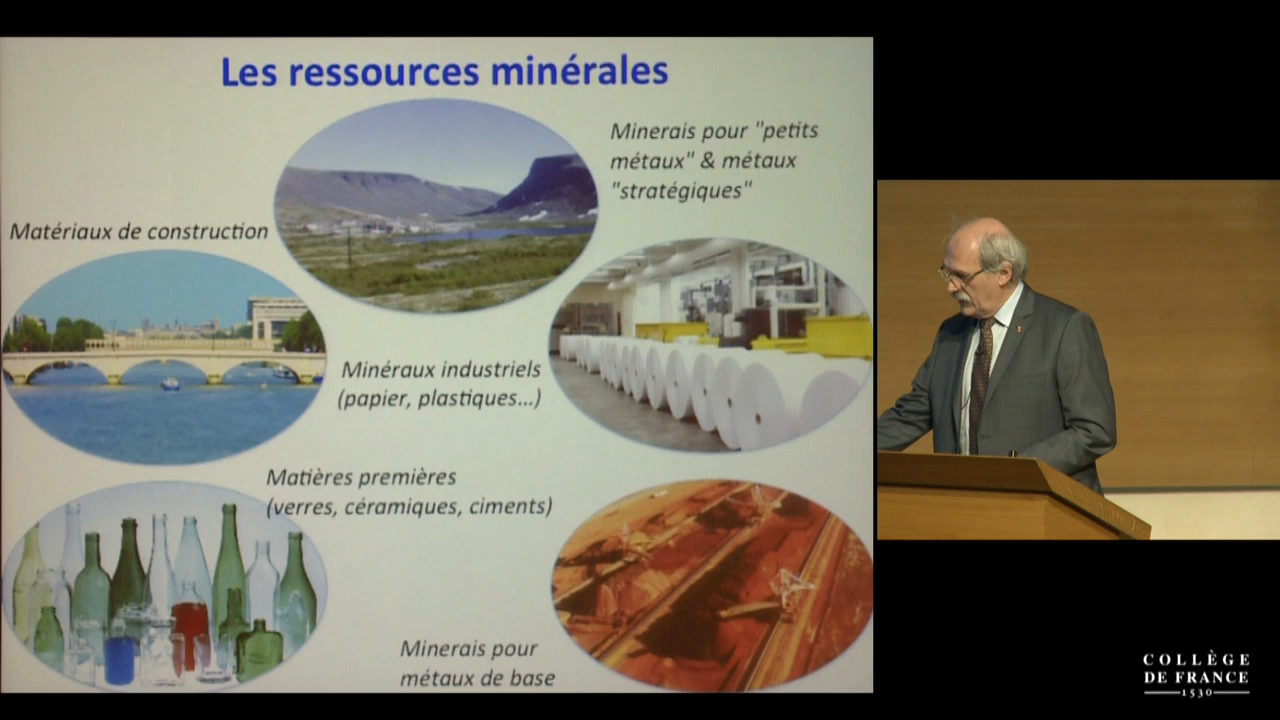 Les ressources minérales
Minerais pour "petits
métaux" & métaux
"stratégiques"
Matériaux de construction
Minéraux industriels
(papier, plastiques...)
Matières premières
(verres, céramiques, ciments)
Minerais pour
métaux de base
COLLÈGE
DE FRANCE
1530